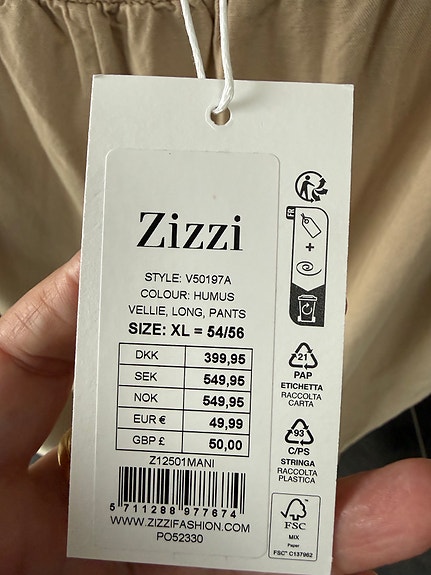 Zizzi
STYLE: V50197A
COLOUR: HUMUS
VELLIE, LONG, PANTS
SIZE: XL = 54/56
DKK 399,95
SEK 549,95
NOK 549,95
EUR € 49,99
GBP £ 50,00
Z12501MANI
5 711288 977674
WWW.ZIZZIFASHION.COM
PO52330
FR
+
21
PAP
ETICHETTA
RACCOLTA
CARTA
93
C/PS
STRINGA
RACCOLTA
PLASTICA
FSC
MIX
Paper
FSC® C137962